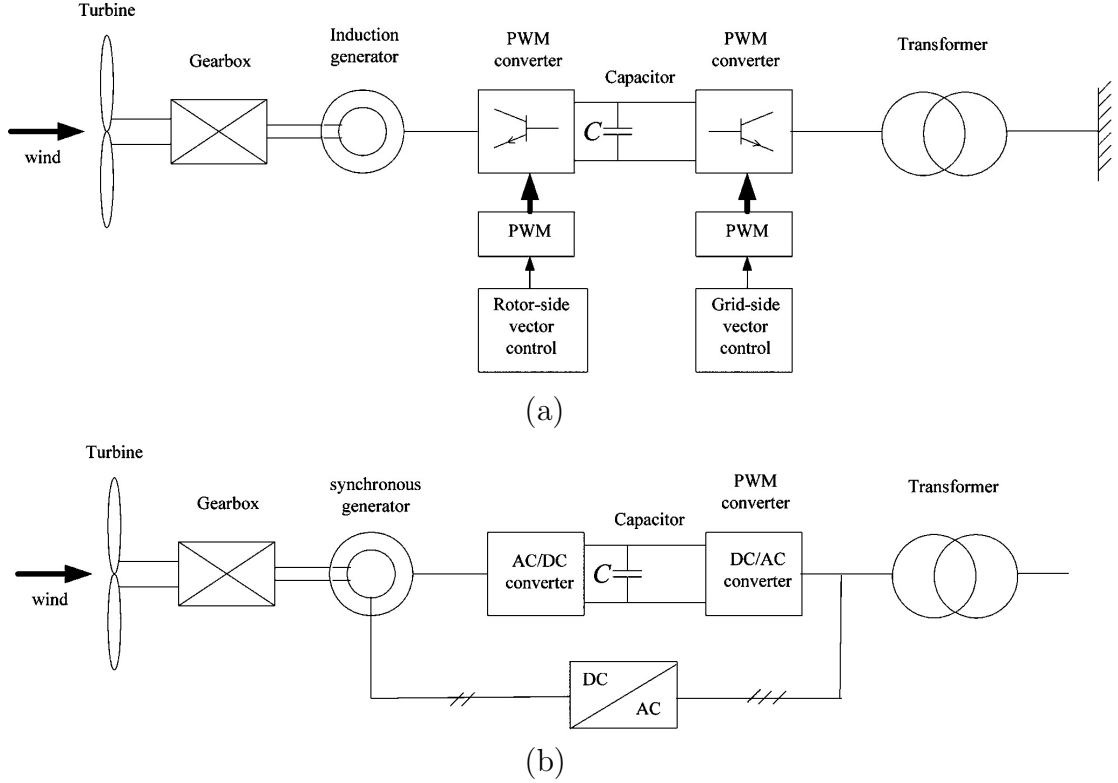 Turbine
Gearbox
Induction
generator
PWM
converter
Capacitor
PWM
converter
Transformer
wind
C
PWM
PWM
Rotor-side
vector
control
Grid-side
vector
control
(a)
Turbine
Gearbox
synchronous
generator
Capacitor
PWM
converter
Transformer
wind
AC/DC
converter
C
DC/AC
converter
DC
AC
(b)